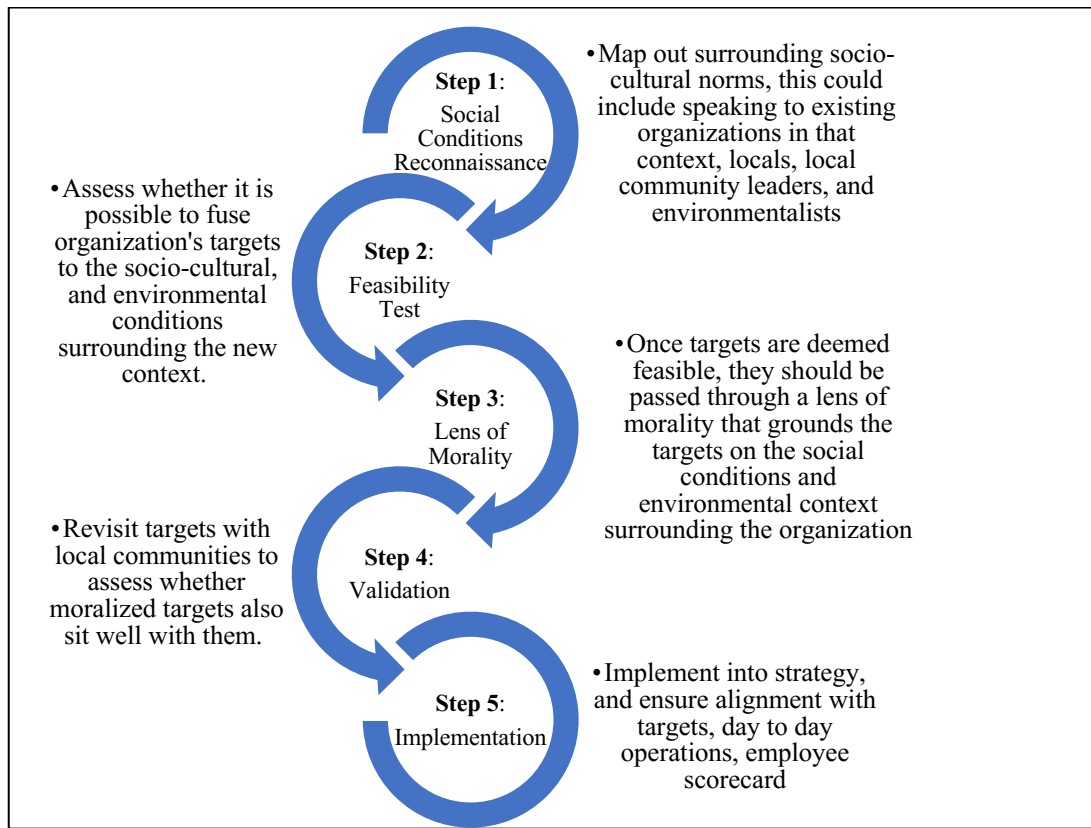 Step 1:
Social
Conditions
Reconnaissance
•Map out surrounding socio-
cultural norms, this could
include speaking to existing
organizations in that
context, locals, local
community leaders, and
environmentalists
•Assess whether it is
possible to fuse
organization's targets
to the socio-cultural,
and environmental
conditions
surrounding the new
context.
Step 2:
Feasibility
Test
Step 3:
Lens of
Morality
•Once targets are deemed
feasible, they should be
passed through a lens of
morality that grounds the
targets on the social
conditions and
environmental context
surrounding the organization
•Revisit targets with
local communities to
assess whether
moralized targets also
sit well with them.
Step 4:
Validation
Step 5:
Implementation
•Implement into strategy,
and ensure alignment with
targets, day to day
operations, employee
scorecard